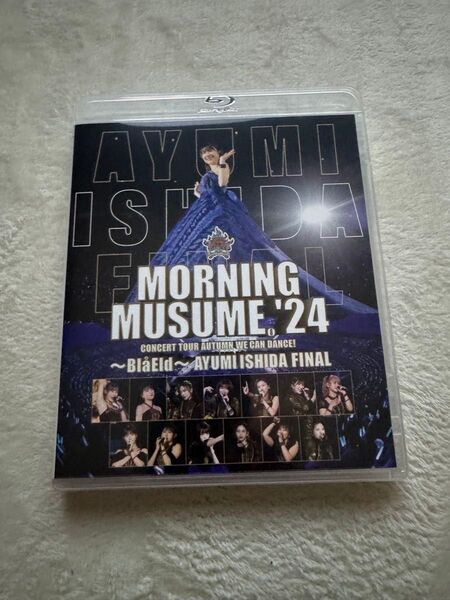 AYUMI
ISHIDA
FINAL
MORNING
MUSUME。'24
CONCERT TOUR AUTUMN WE CAN DANCE!
～BlåEld～ AYUMI ISHIDA FINAL